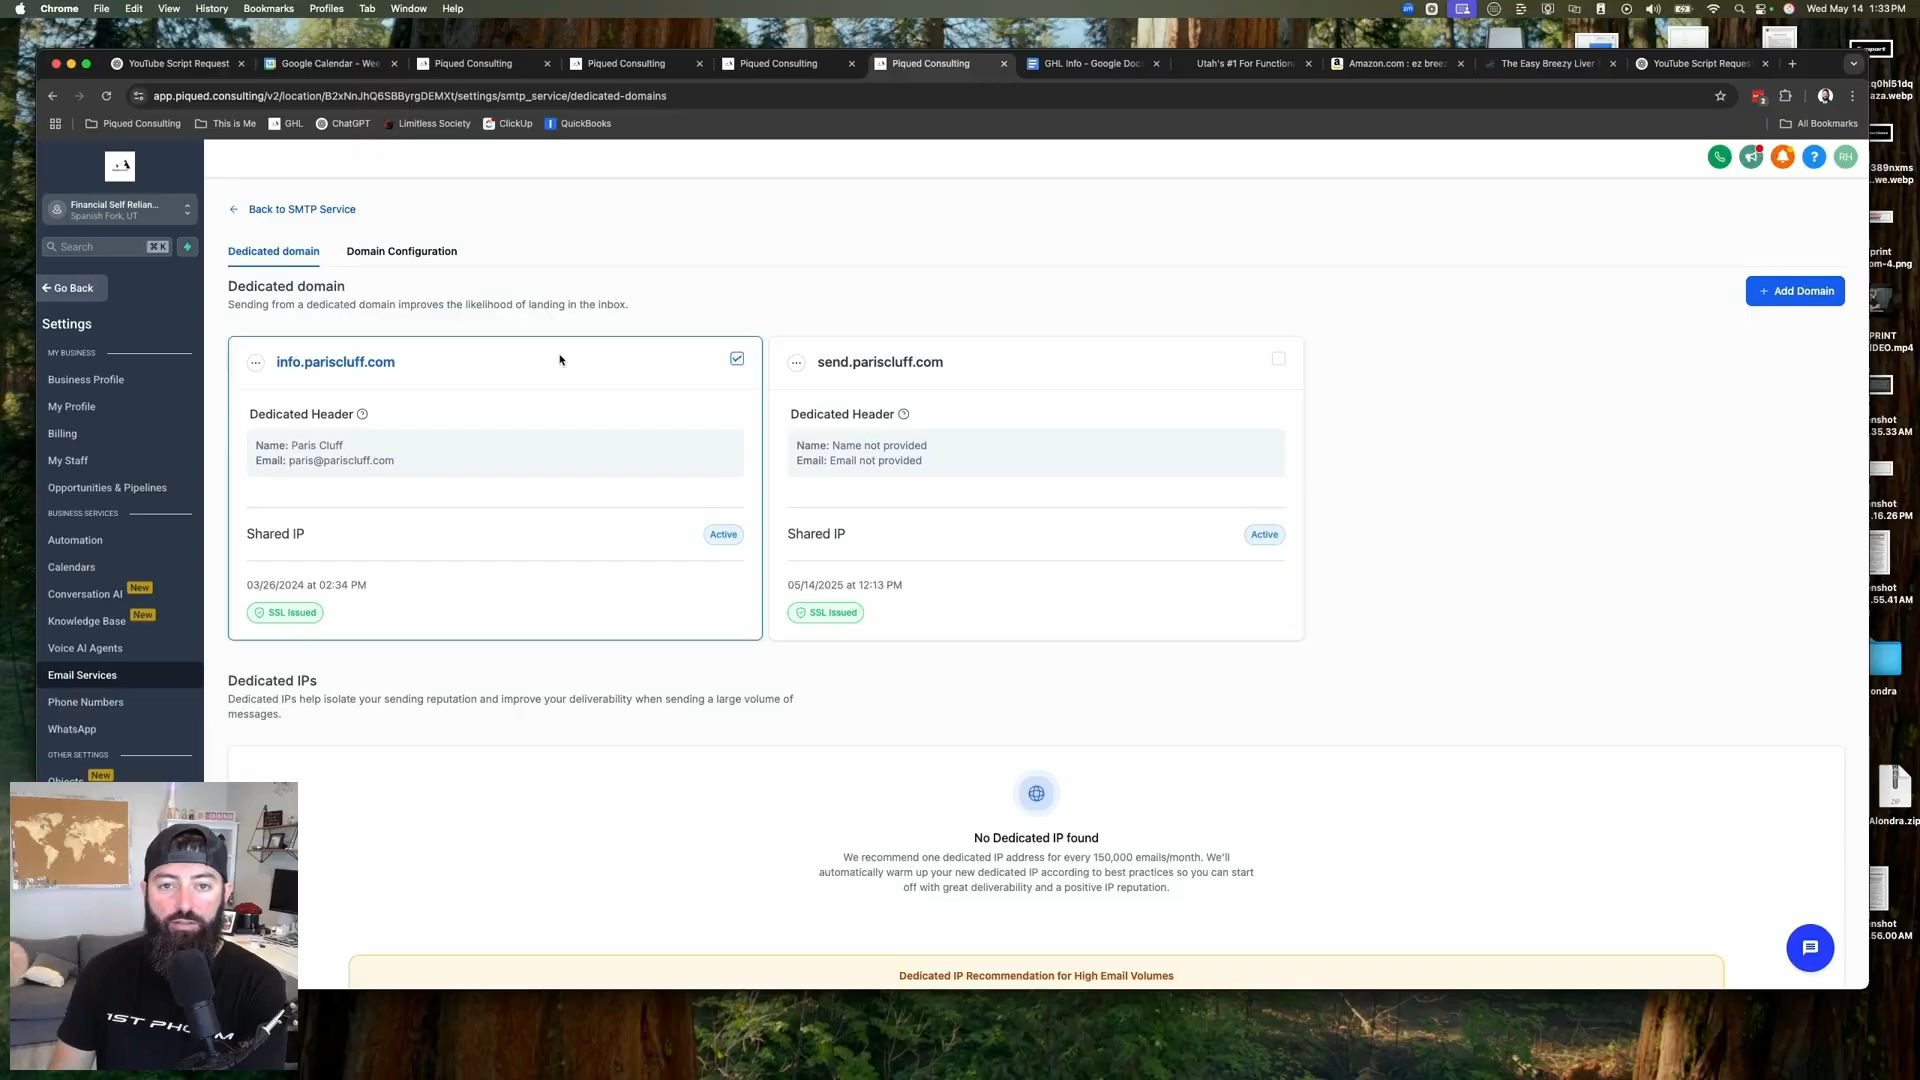 Chrome File Edit View History Bookmarks Profiles Tab Window Help
Wed May 14 1:33 PM
YouTube Script Request
Google Calendar - Wee
Piqued Consulting
Piqued Consulting
Piqued Consulting
Piqued Consulting
GHL Info - Google Doc
Utah's #1 For Function
Amazon.com : ez bree
The Easy Breezy Liver
YouTube Script Reques
app.piqued.consulting/v2/location/B2xNnJhQ6SBByrgDEMXt/settings/smtp_service/dedicated-domains
Piqued Consulting
This is Me
GHL
ChatGPT
Limitless Society
ClickUp
QuickBooks
All Bookmarks
RH
Financial Self Relian...
Spanish Fork, UT
Search ⌘ K
Go Back
Settings
MY BUSINESS
Business Profile
My Profile
Billing
My Staff
Opportunities & Pipelines
BUSINESS SERVICES
Automation
Calendars
Conversation AI New
Knowledge Base New
Voice AI Agents
Email Services
Phone Numbers
WhatsApp
OTHER SETTINGS
Objects New
Back to SMTP Service
Dedicated domain
Domain Configuration
Dedicated domain
Sending from a dedicated domain improves the likelihood of landing in the inbox.
+ Add Domain
info.pariscluff.com
Dedicated Header
Name: Paris Cluff
Email: paris@pariscluff.com
Shared IP
Active
03/26/2024 at 02:34 PM
SSL Issued
send.pariscluff.com
Dedicated Header
Name: Name not provided
Email: Email not provided
Shared IP
Active
05/14/2025 at 12:13 PM
SSL Issued
Dedicated IPs
Dedicated IPs help isolate your sending reputation and improve your deliverability when sending a large volume of
messages.
No Dedicated IP found
We recommend one dedicated IP address for every 150,000 emails/month. We'll
automatically warm up your new dedicated IP according to best practices so you can start
off with great deliverability and a positive IP reputation.
Dedicated IP Recommendation for High Email Volumes
q0hl51dq
aza.webp
389nxms
...we.webp
print
om-4.png
PRINT
IDEO.mp4
nshot
.35.33 AM
nshot
.16.26 PM
nshot
.55.41 AM
ondra
ZIP
Alondra.zip
nshot
.56.00 AM